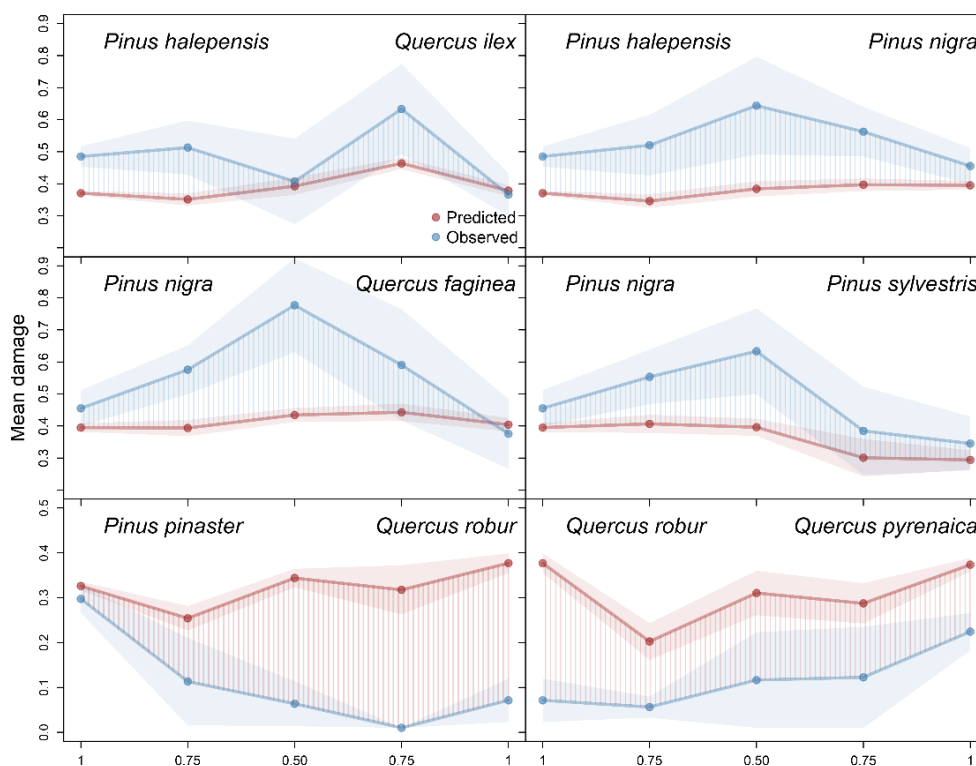 Pinus halepensis Quercus ilex
Pinus halepensis Pinus nigra
0.9
0.8
0.7
0.6
0.5
0.4
0.3
Predicted
Observed
Pinus nigra Quercus faginea
Pinus nigra Pinus sylvestris
0.9
0.8
0.7
0.6
0.5
0.4
0.3
Mean damage
Pinus pinaster Quercus robur
Quercus robur Quercus pyrenaica
0.5
0.4
0.3
0.2
0.1
0.0
1 0.75 0.50 0.75 1
1 0.75 0.50 0.75 1